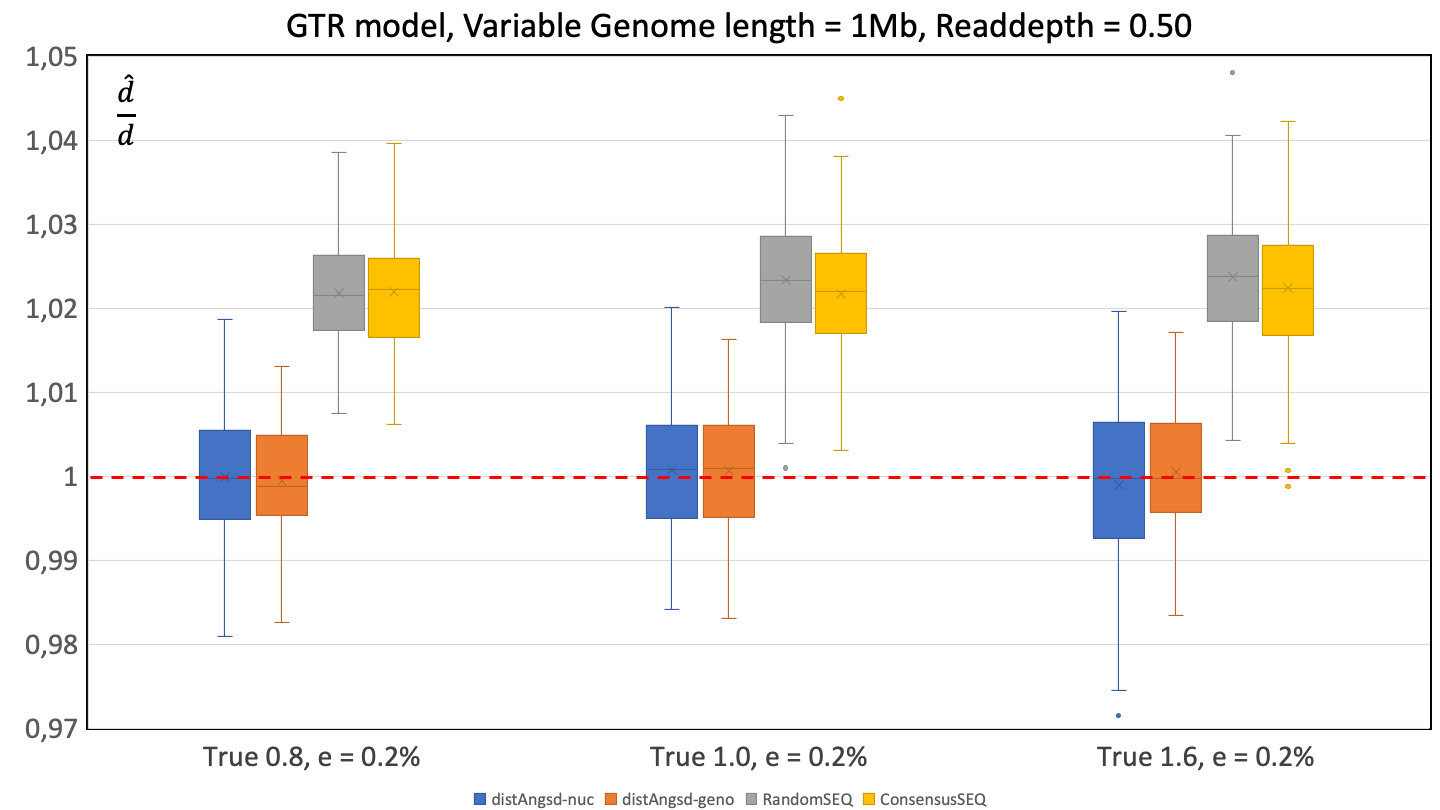 GTR model, Variable Genome length = 1Mb, Readdepth = 0.50
1,05
d̂
d
1,04
1,03
1,02
1,01
1
0,99
0,98
0,97
True 0.8, e = 0.2%
True 1.0, e = 0.2%
True 1.6, e = 0.2%
distAngsd-nuc distAngsd-geno RandomSEQ ConsensusSEQ